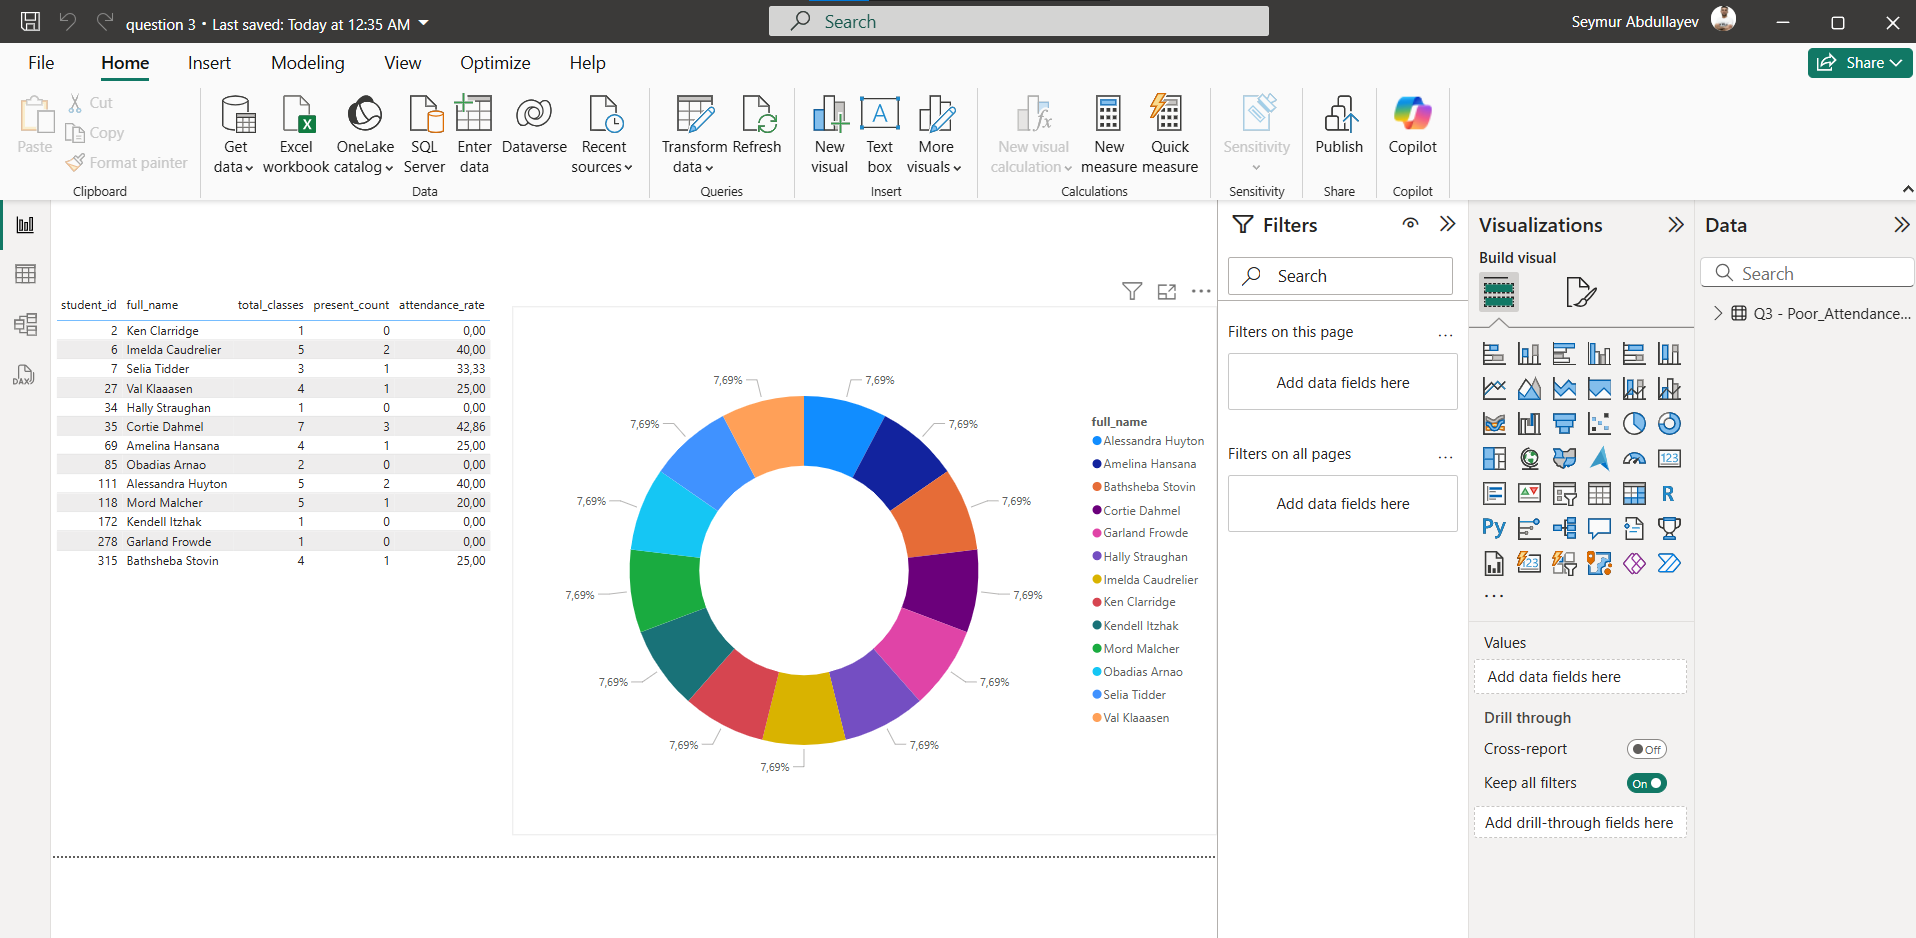 question 3 • Last saved: Today at 12:35 AM
Search
Seymur Abdullayev
File Home Insert Modeling View Optimize Help
Share
Paste
Cut
Copy
Format painter
Clipboard
Get data
Excel workbook
OneLake catalog
SQL Server
Enter data
Dataverse
Recent sources
Data
Transform data
Refresh
Queries
New visual
Text box
More visuals
Insert
New visual calculation
New measure
Quick measure
Calculations
Sensitivity
Sensitivity
Publish
Share
Copilot
Copilot
student_id full_name total_classes present_count attendance_rate
2 Ken Clarridge 1 0 0,00
6 Imelda Caudrelier 5 2 40,00
7 Selia Tidder 3 1 33,33
27 Val Klaaasen 4 1 25,00
34 Hally Straughan 1 0 0,00
35 Cortie Dahmel 7 3 42,86
69 Amelina Hansana 4 1 25,00
85 Obadias Arnao 2 0 0,00
111 Alessandra Huyton 5 2 40,00
118 Mord Malcher 5 1 20,00
172 Kendell Itzhak 1 0 0,00
278 Garland Frowde 1 0 0,00
315 Bathsheba Stovin 4 1 25,00
7,69%
7,69%
7,69%
7,69%
7,69%
7,69%
7,69%
7,69%
7,69%
7,69%
7,69%
7,69%
7,69%
full_name
Alessandra Huyton
Amelina Hansana
Bathsheba Stovin
Cortie Dahmel
Garland Frowde
Hally Straughan
Imelda Caudrelier
Ken Clarridge
Kendell Itzhak
Mord Malcher
Obadias Arnao
Selia Tidder
Val Klaaasen
Filters
Search
Filters on this page
Add data fields here
Filters on all pages
Add data fields here
Visualizations
Build visual
123
R
Py
123
Values
Add data fields here
Drill through
Cross-report Off
Keep all filters On
Add drill-through fields here
Data
Search
Q3 - Poor_Attendance...
DAX
A
fx